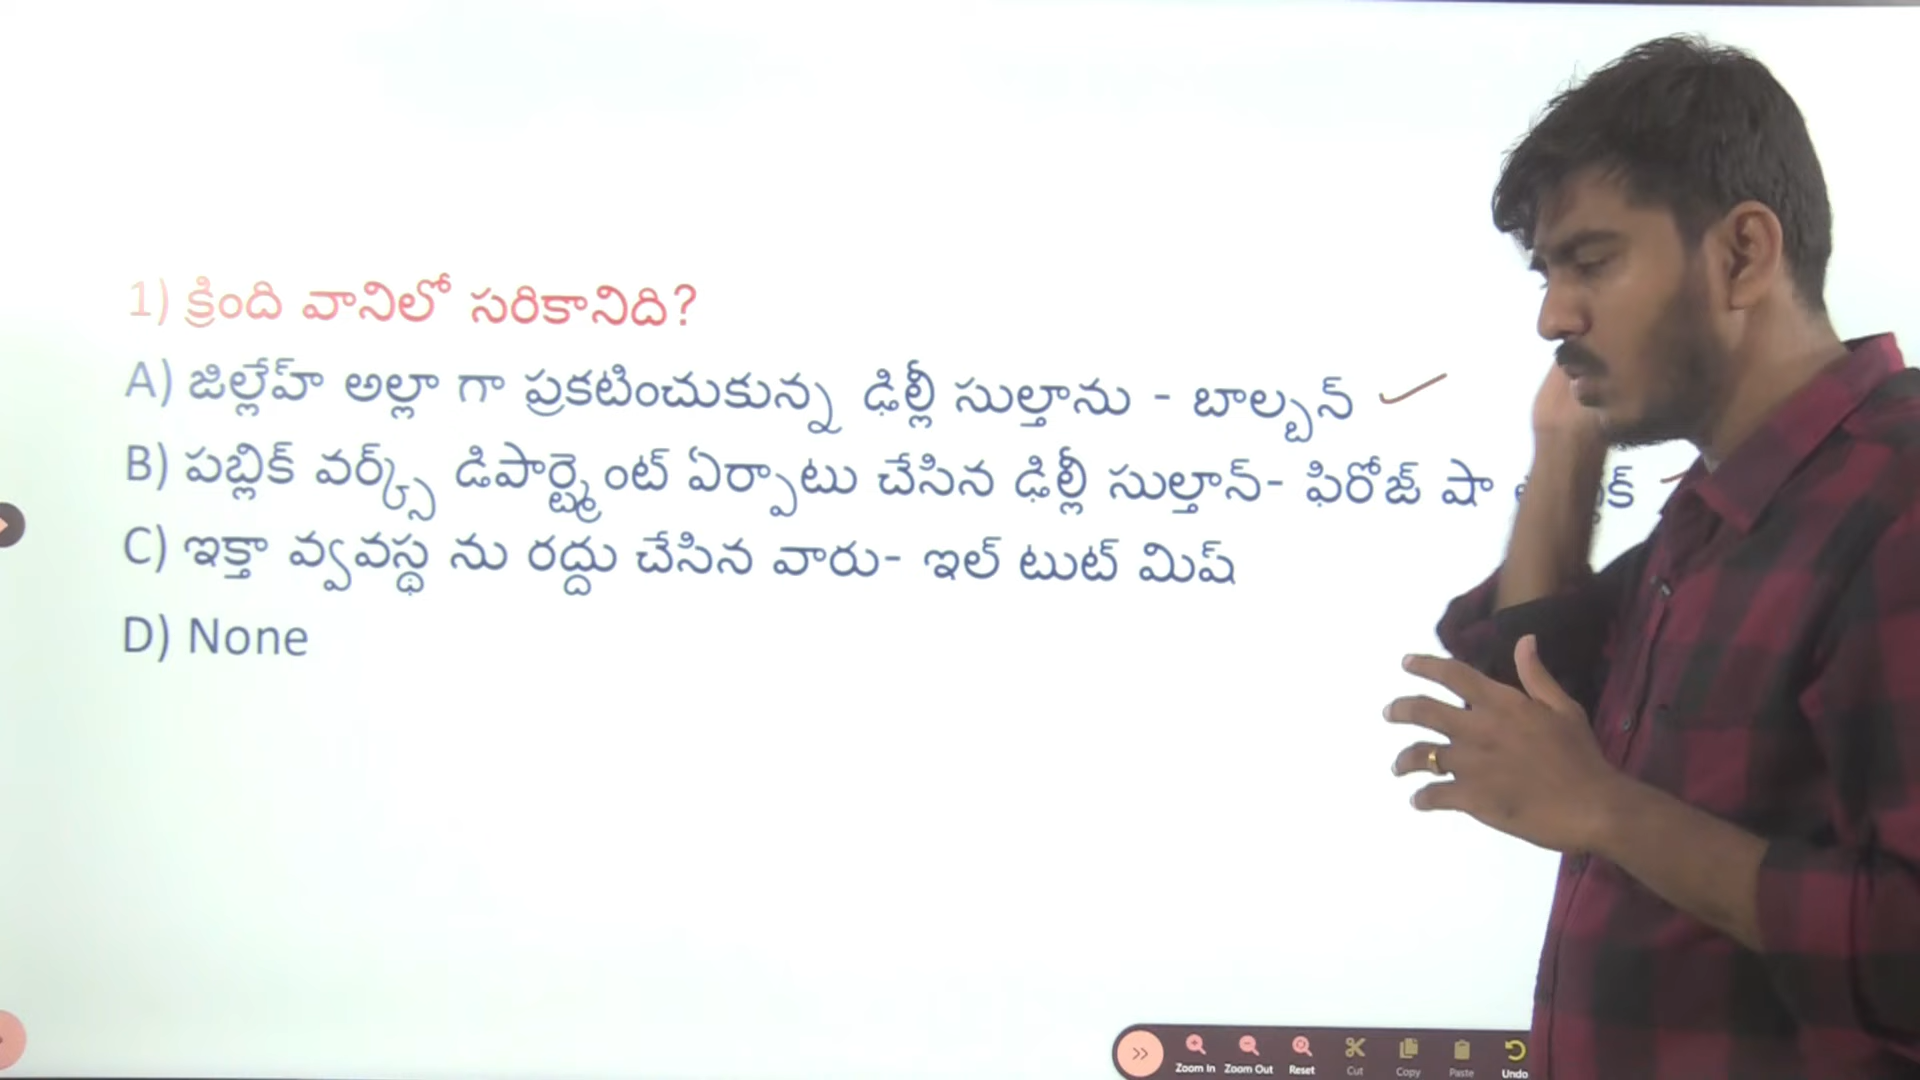 1) క్రింది వానిలో సరికానిది?
A) జిల్లేహ్ అల్లా గా ప్రకటించుకున్న ఢిల్లీ సుల్తాను - బాల్బన్
B) పబ్లిక్ వర్క్స్ డిపార్ట్మెంట్ ఏర్పాటు చేసిన ఢిల్లీ సుల్తాన్- ఫిరోజ్ షా
C) ఇక్తా వ్వవస్థ ను రద్దు చేసిన వారు- ఇల్ టుట్ మిష్
D) None
Zoom In Zoom Out Reset Cut Copy Paste Undo